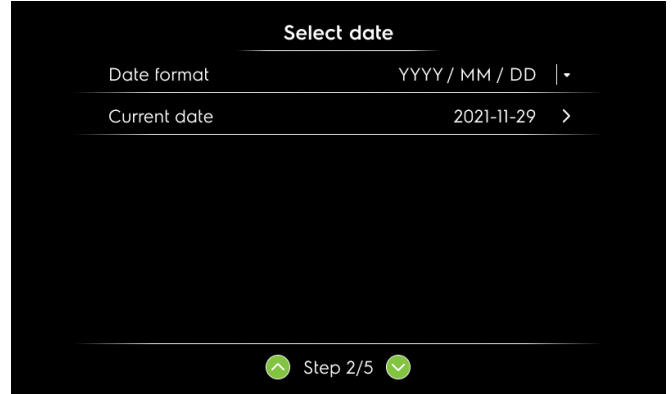 Select date
Date format YYYY / MM / DD
Current date 2021-11-29
Step 2/5